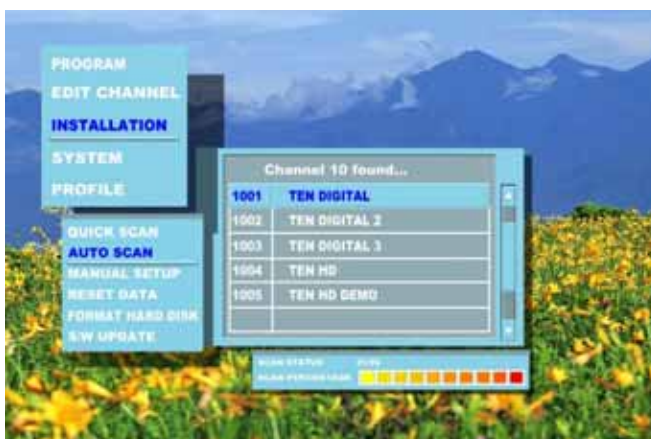 PROGRAM
EDIT CHANNEL
INSTALLATION
SYSTEM
PROFILE
QUICK SCAN
AUTO SCAN
MANUAL SETUP
RESET DATA
FORMAT HARD DISK
S/W UPDATE
Channel 10 found...
1001 TEN DIGITAL
1002 TEN DIGITAL 2
1003 TEN DIGITAL 3
1004 TEN HD
1005 TEN HD DEMO
SCAN STATUS
SCAN PERCENTAGE